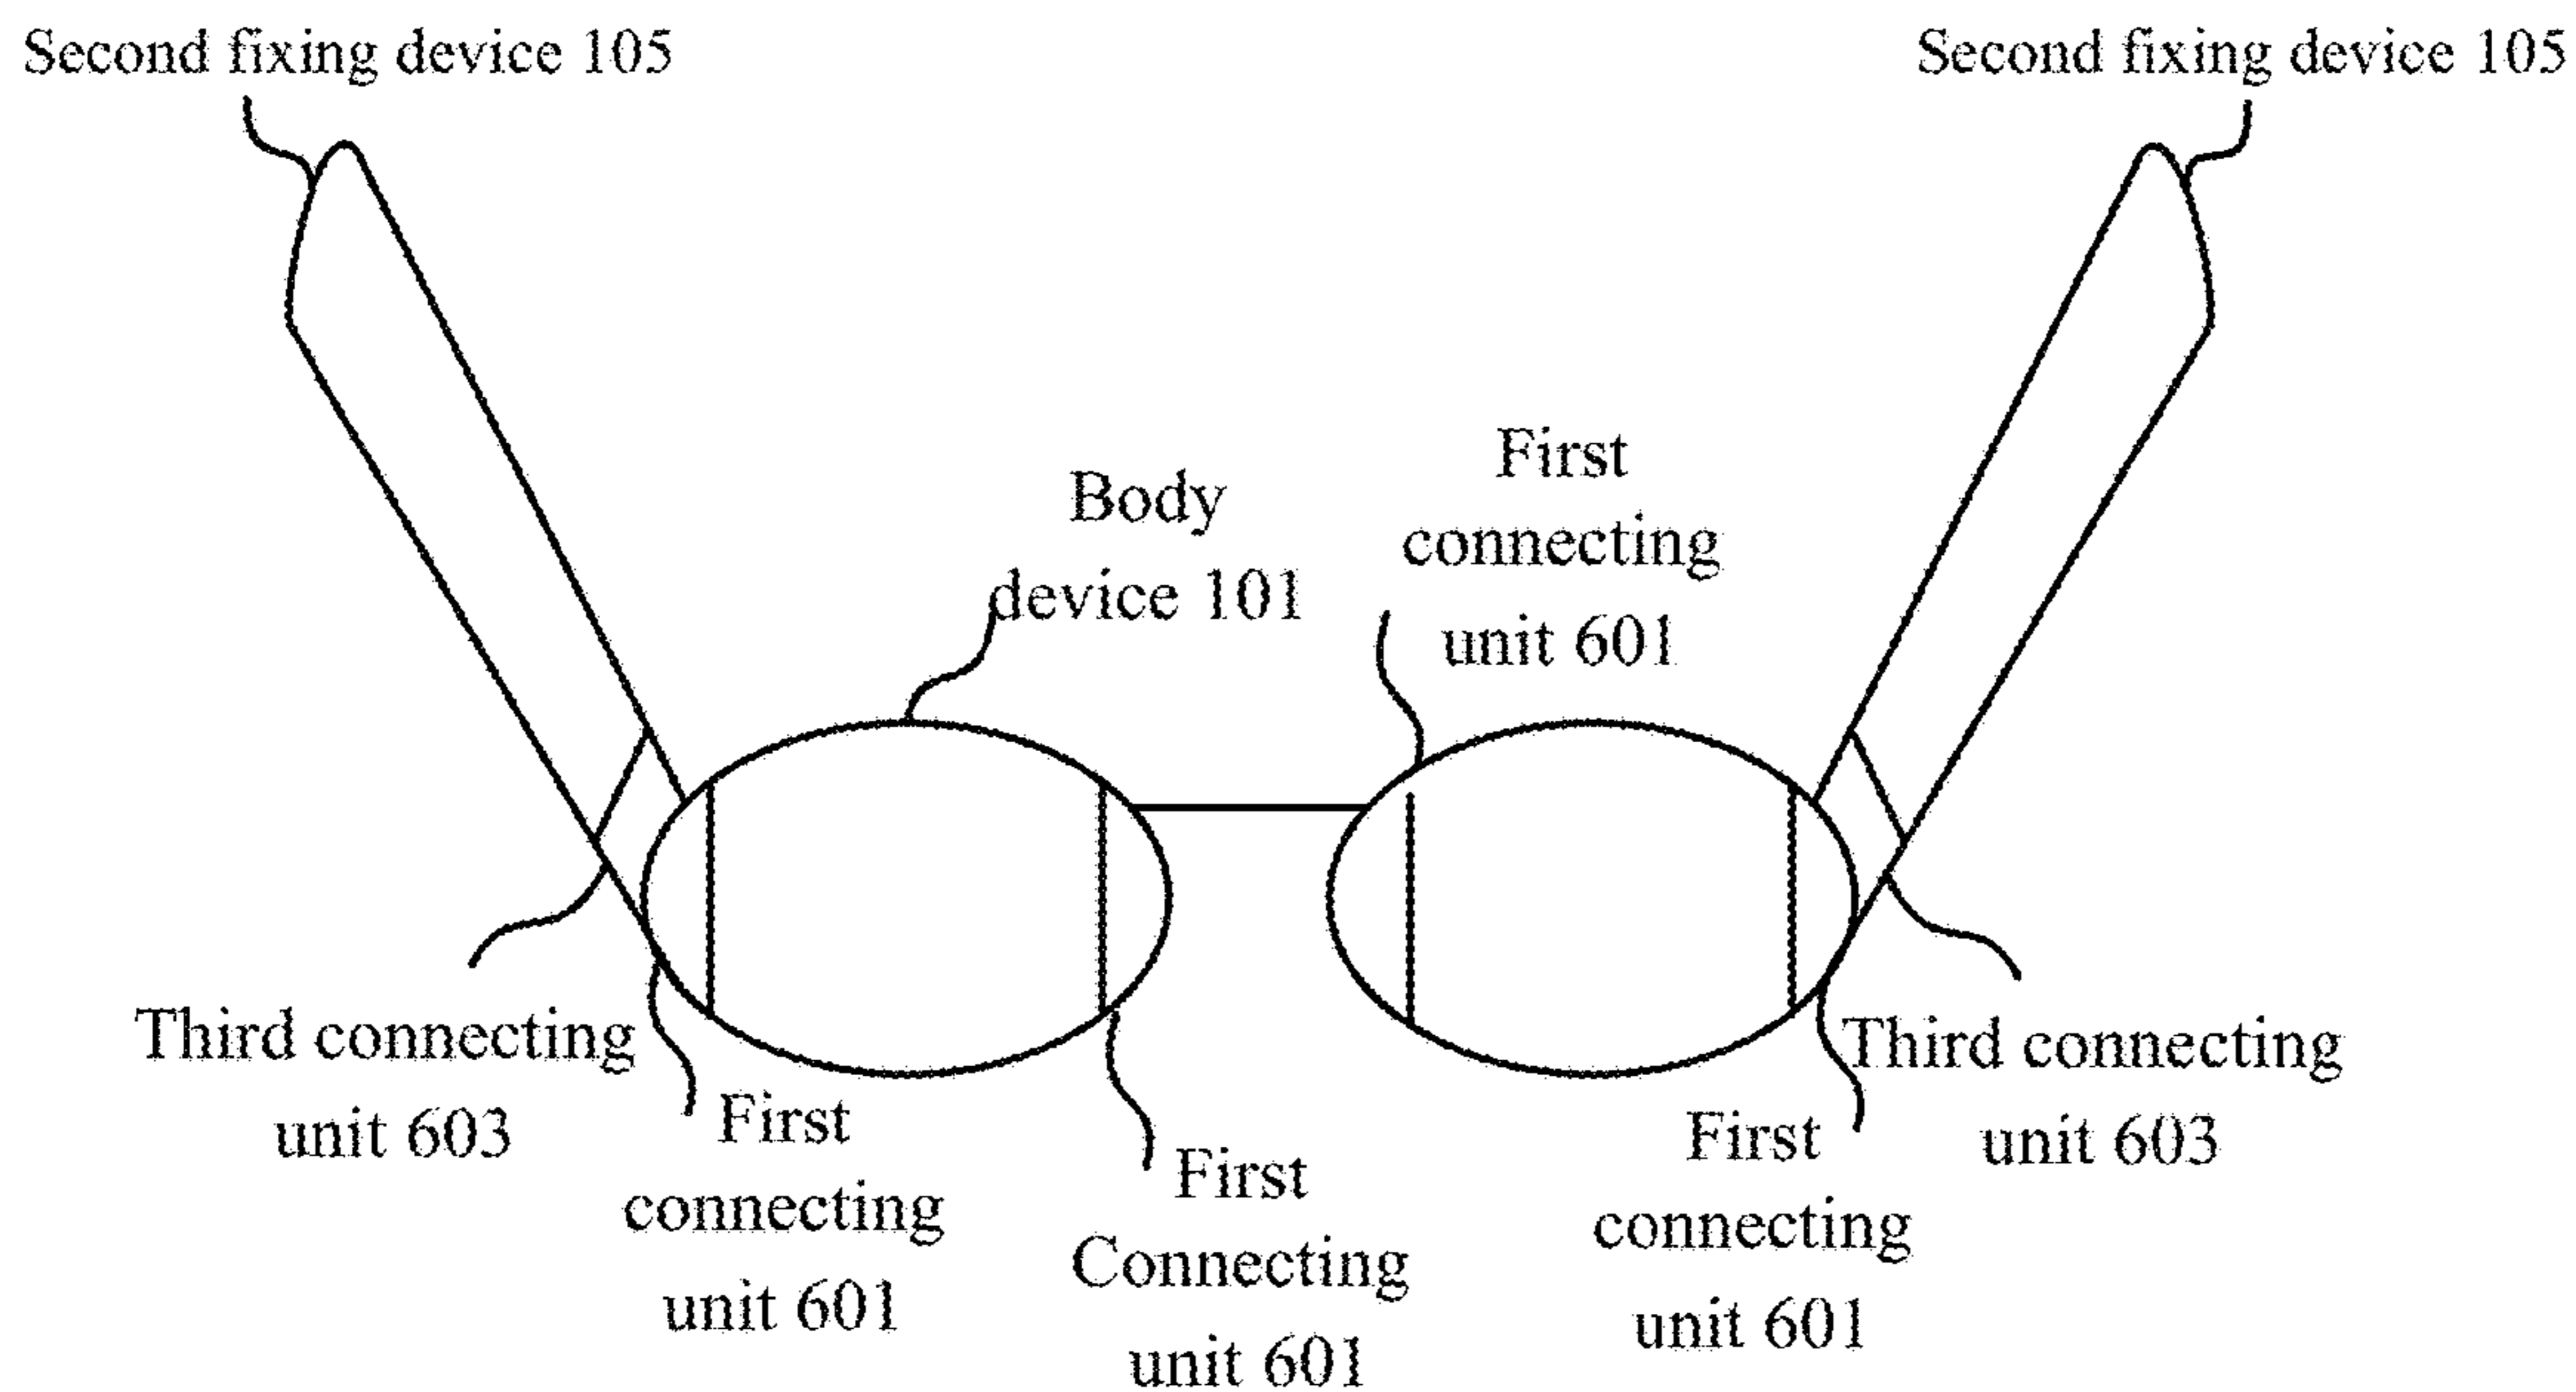 Second fixing device 105
Second fixing device 105
Body
device 101
First
connecting
unit 601
Third connecting
unit 603
First
connecting
unit 601
First
Connecting
unit 601
First
connecting
unit 601
Third connecting
unit 603